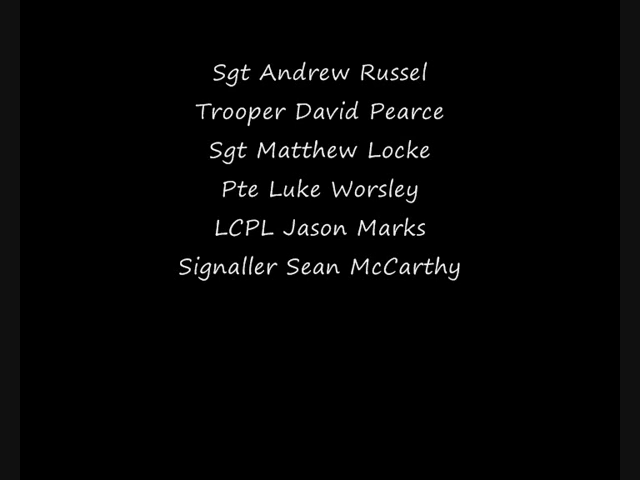 Sgt Andrew Russel
Trooper David Pearce
Sgt Matthew Locke
Pte Luke Worsley
LCPL Jason Marks
Signaller Sean McCarthy